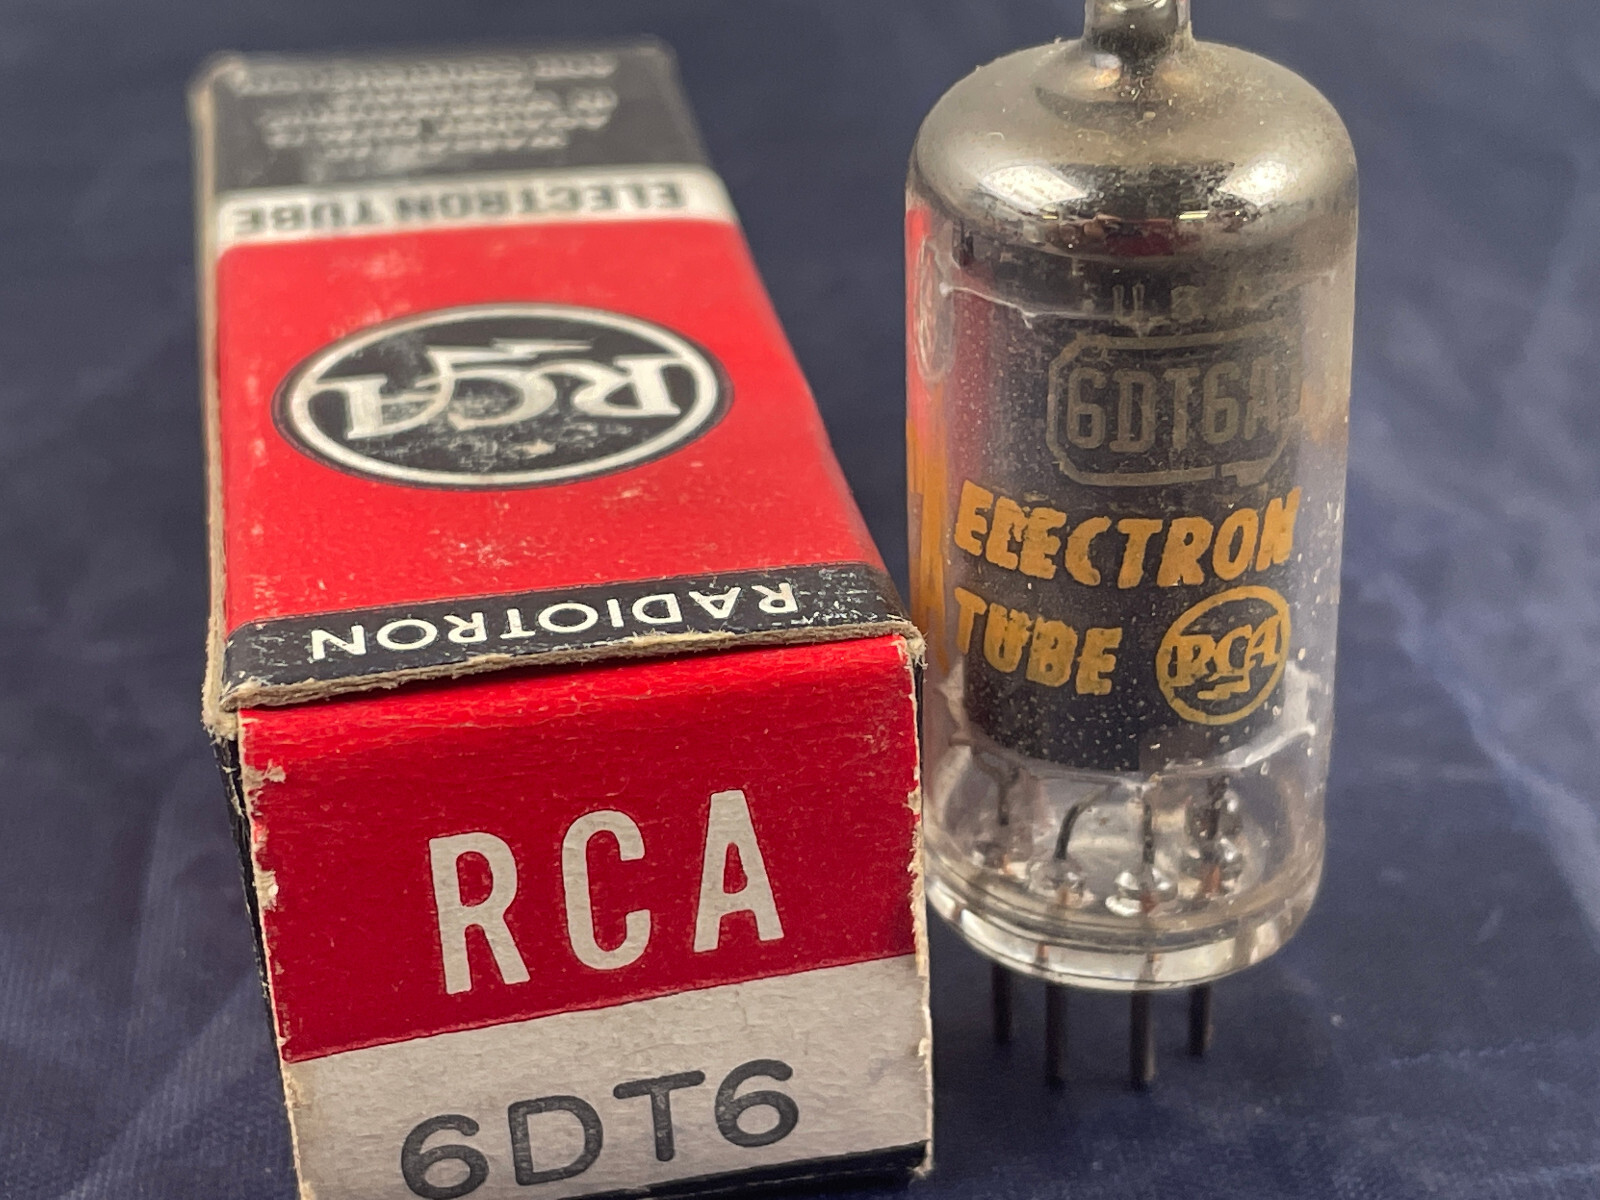 ELECTRON TUBE
RCA
RADIOTRON
RCA
6DT6
U.S.A.
6DT6A
ELECTRON
TUBE RCA